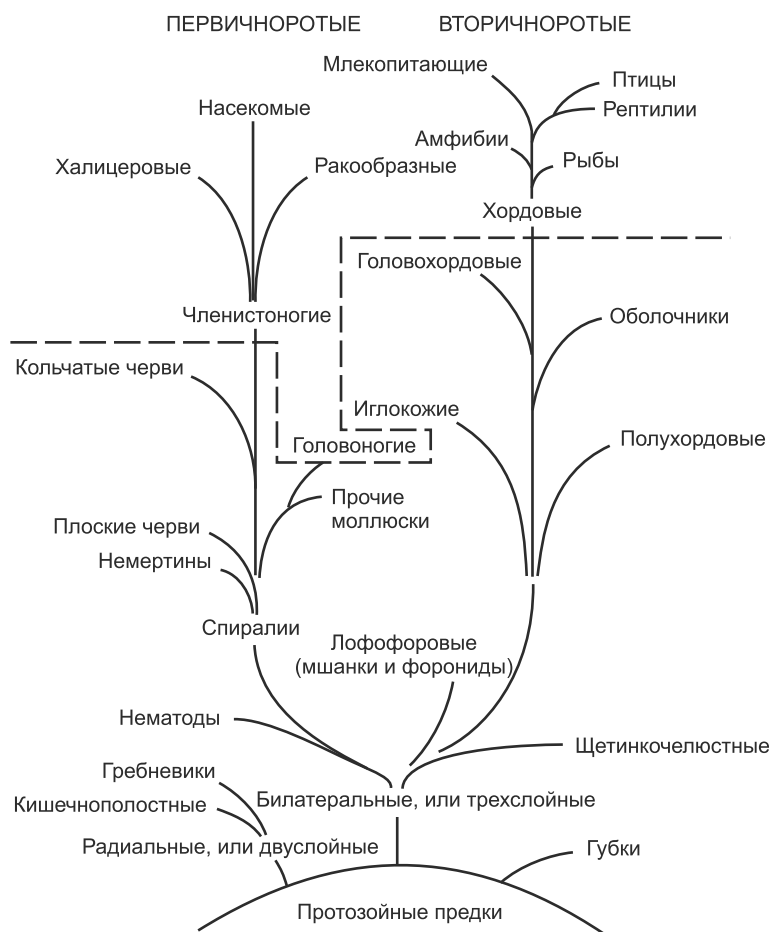 ПЕРВИЧНОРОТЫЕ
ВТОРИЧНОРОТЫЕ
Млекопитающие
Птицы
Насекомые
Рептилии
Амфибии
Халицеровые
Ракообразные
Рыбы
Хордовые
Головохордовые
Членистоногие
Оболочники
Кольчатые черви
Иглокожие
Полухордовые
Головоногие
Прочие
моллюски
Плоские черви
Немертины
Спиралии
Лофофоровые
(мшанки и форониды)
Нематоды
Щетинкочелюстные
Гребневики
Кишечнополостные
Билатеральные, или трехслойные
Радиальные, или двуслойные
Губки
Протозойные предки